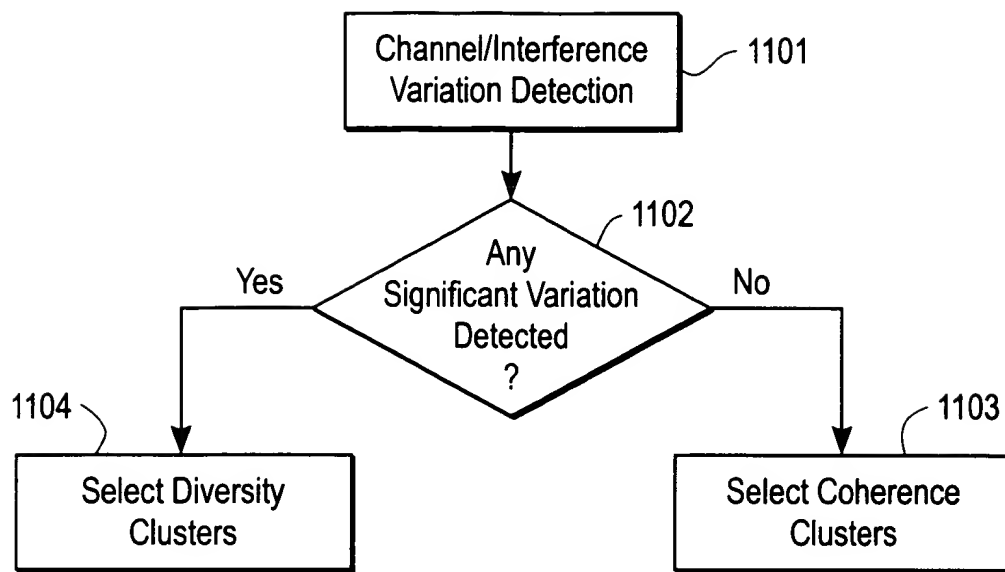 Channel/Interference
Variation Detection
1101
1102
Any
Significant Variation
Detected
?
Yes
No
1104
1103
Select Diversity
Clusters
Select Coherence
Clusters